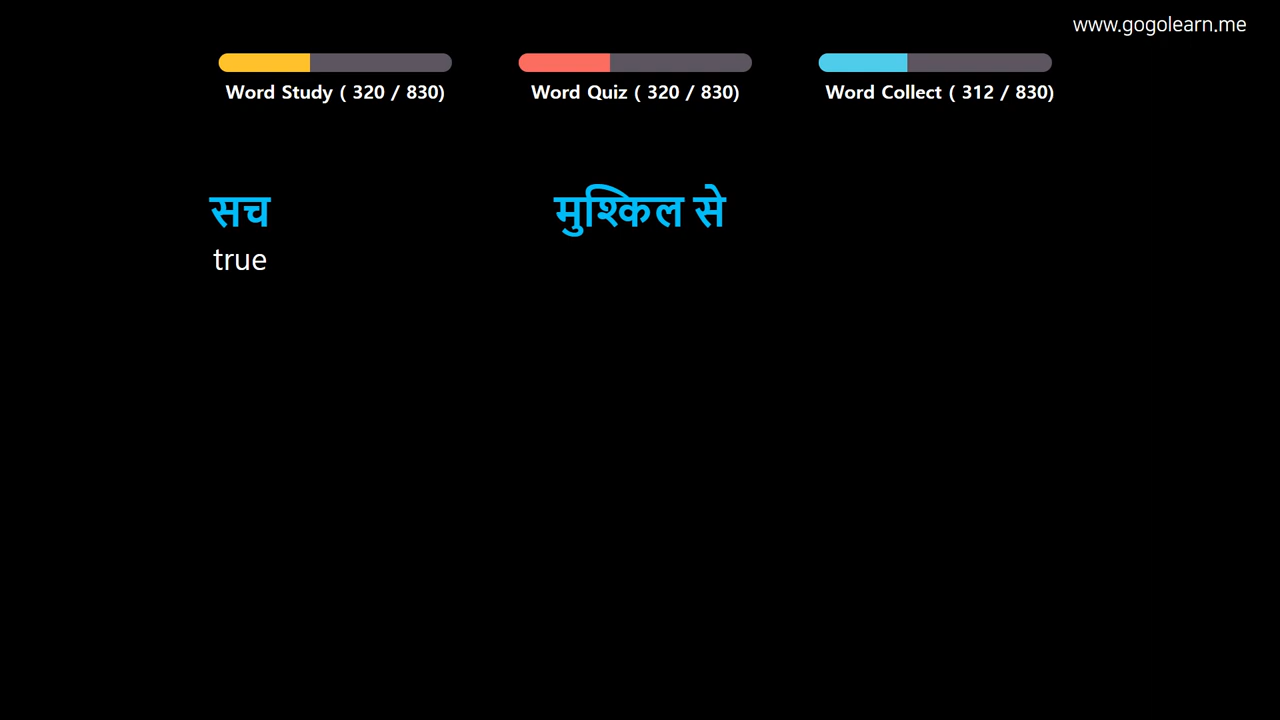 www.gogolearn.me
Word Study ( 320 / 830)
Word Quiz ( 320 / 830)
Word Collect ( 312 / 830)
सच
मुश्किल से
true